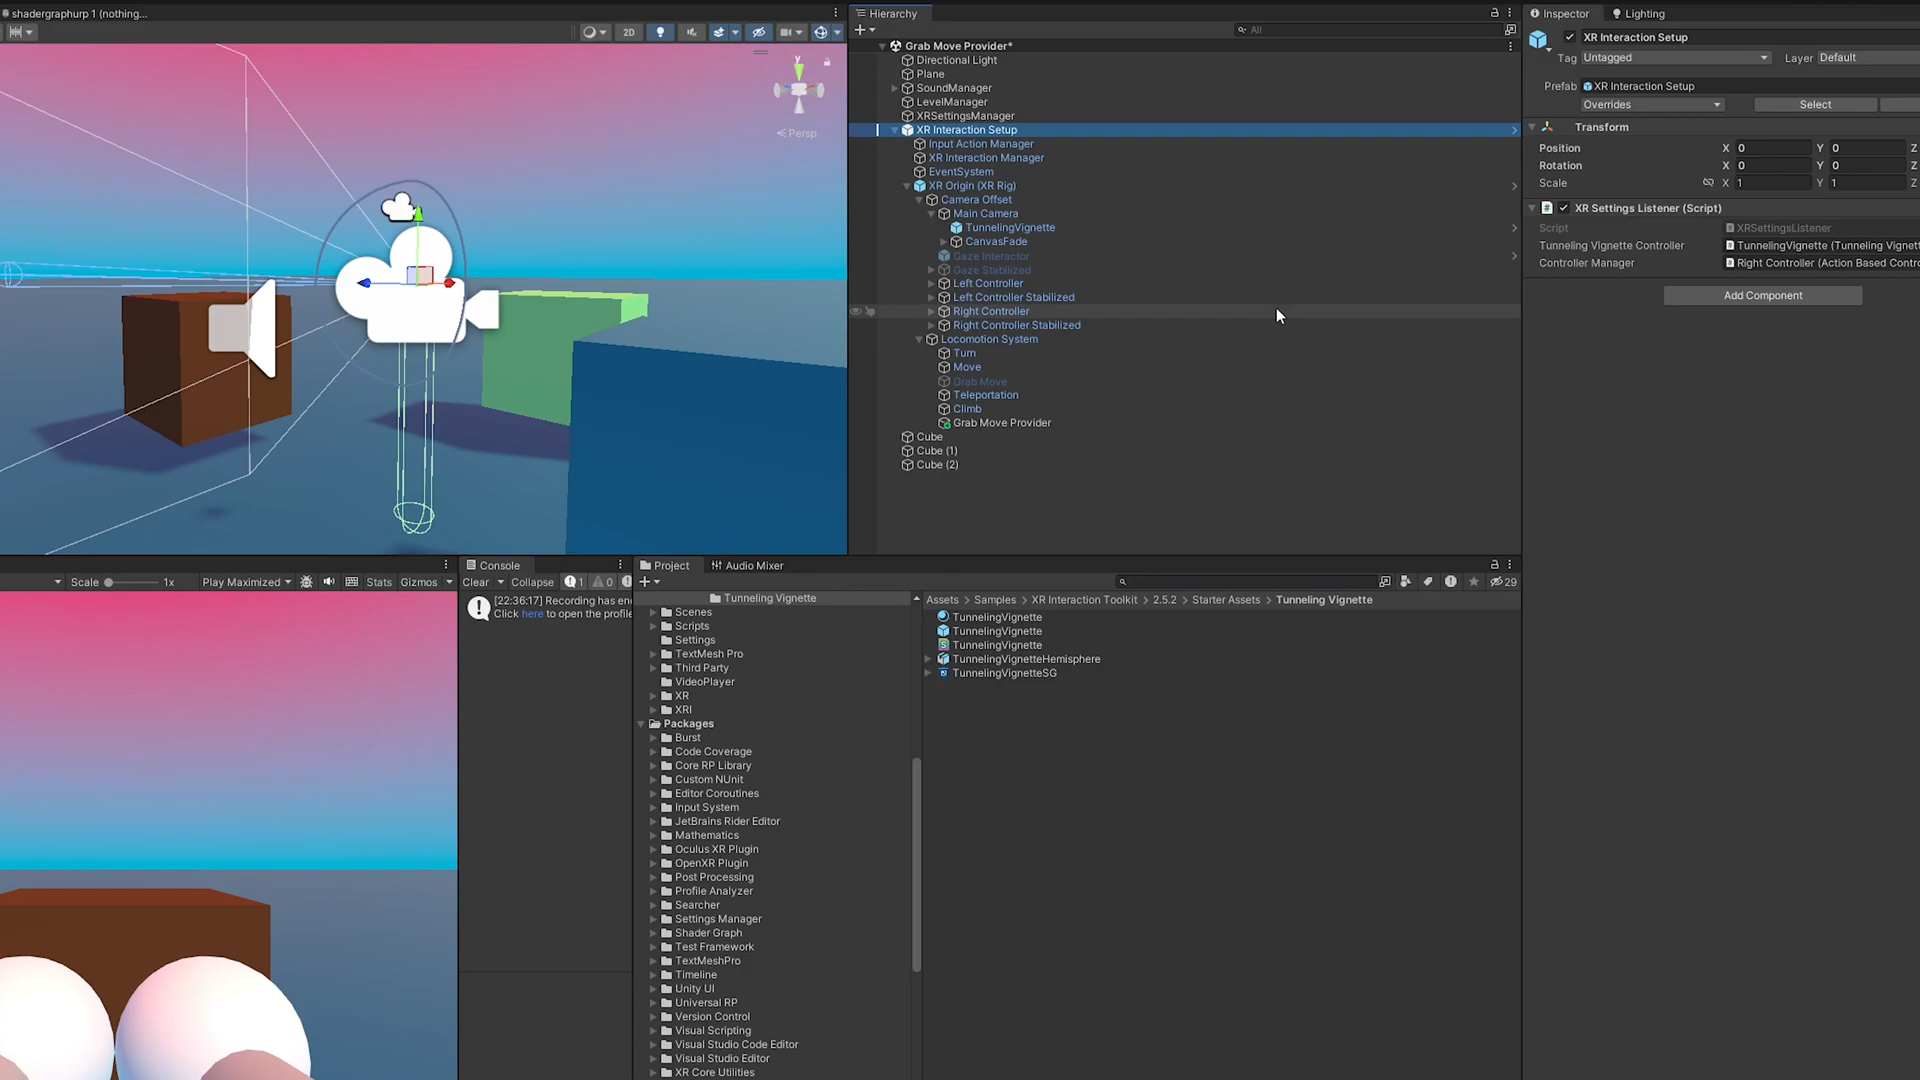 shadergraphurp 1 (nothing...
2D
y
Persp
Hierarchy
All
Grab Move Provider*
Directional Light
Plane
SoundManager
LevelManager
XRSettingsManager
XR Interaction Setup
Input Action Manager
XR Interaction Manager
EventSystem
XR Origin (XR Rig)
Camera Offset
Main Camera
TunnelingVignette
CanvasFade
Gaze Interactor
Gaze Stabilized
Left Controller
Left Controller Stabilized
Right Controller
Right Controller Stabilized
Locomotion System
Turn
Move
Grab Move
Teleportation
Climb
Grab Move Provider
Cube
Cube (1)
Cube (2)
Inspector Lighting
XR Interaction Setup
Tag Untagged Layer Default
Prefab XR Interaction Setup
Overrides Select
Transform
Position X 0 Y 0 Z
Rotation X 0 Y 0 Z
Scale X 1 Y 1 Z
XR Settings Listener (Script)
Script XRSettingsListener
Tunneling Vignette Controller TunnelingVignette (Tunneling Vignett
Controller Manager Right Controller (Action Based Contro
Add Component
Scale 1x Play Maximized Stats Gizmos
Console
Clear Collapse 1 0
[22:36:17] Recording has en
Click here to open the profile
Project Audio Mixer
29
Tunneling Vignette
Scenes
Scripts
Settings
TextMesh Pro
Third Party
VideoPlayer
XR
XRI
Packages
Burst
Code Coverage
Core RP Library
Custom NUnit
Editor Coroutines
Input System
JetBrains Rider Editor
Mathematics
Oculus XR Plugin
OpenXR Plugin
Post Processing
Profile Analyzer
Searcher
Settings Manager
Shader Graph
Test Framework
TextMeshPro
Timeline
Unity UI
Universal RP
Version Control
Visual Scripting
Visual Studio Code Editor
Visual Studio Editor
XR Core Utilities
Assets > Samples > XR Interaction Toolkit > 2.5.2 > Starter Assets > Tunneling Vignette
TunnelingVignette
TunnelingVignette
TunnelingVignette
TunnelingVignetteHemisphere
TunnelingVignetteSG